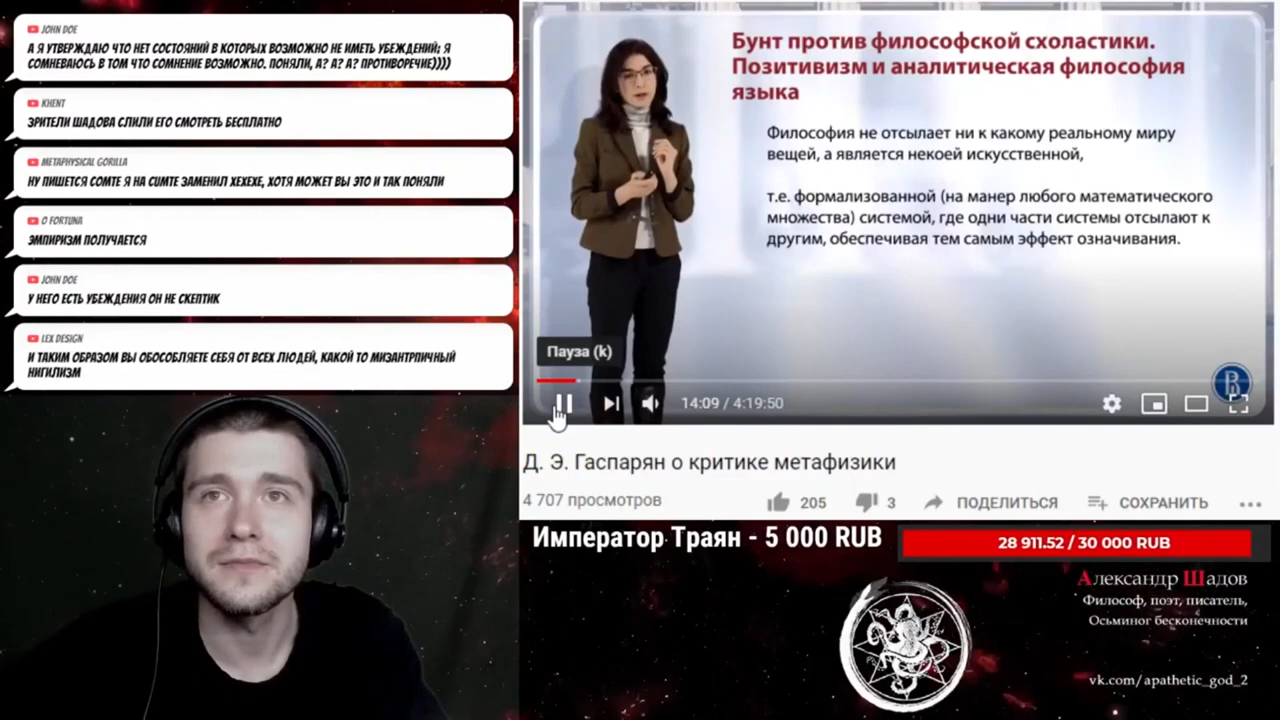 JOHN DOE
А Я УТВЕРЖДАЮ ЧТО НЕТ СОСТОЯНИЙ В КОТОРЫХ ВОЗМОЖНО НЕ ИМЕТЬ УБЕЖДЕНИЙ; Я
СОМНЕВАЮСЬ В ТОМ ЧТО СОМНЕНИЕ ВОЗМОЖНО. ПОНЯЛИ, А? А? А? ПРОТИВОРЕЧИЕ))))
KHENT
ЗРИТЕЛИ ШАДОВА СЛИЛИ ЕГО СМОТРЕТЬ БЕСПЛАТНО
METAPHYSICAL GORILLA
НУ ПИШЕТСЯ СОМТЕ Я НА CUMTE ЗАМЕНИЛ ХЕХЕХЕ, ХОТЯ МОЖЕТ ВЫ ЭТО И ТАК ПОНЯЛИ
O FORTUNA
ЭМПИРИЗМ ПОЛУЧАЕТСЯ
JOHN DOE
У НЕГО ЕСТЬ УБЕЖДЕНИЯ ОН НЕ СКЕПТИК
LEX DESIGN
И ТАКИМ ОБРАЗОМ ВЫ ОБОСОБЛЯЕТЕ СЕБЯ ОТ ВСЕХ ЛЮДЕЙ, КАКОЙ ТО МИЗАНТРПИЧНЫЙ
НИГИЛИЗМ
Бунт против философской схоластики.
Позитивизм и аналитическая философия
языка
Философия не отсылает ни к какому реальному миру
вещей, а является некоей искусственной,
т.е. формализованной (на манер любого математического
множества) системой, где одни части системы отсылают к
другим, обеспечивая тем самым эффект означивания.
Пауза (k)
14:09 / 4:19:50
Д. Э. Гаспарян о критике метафизики
4 707 просмотров
205
3
ПОДЕЛИТЬСЯ
СОХРАНИТЬ
Император Траян - 5 000 RUB
28 911.52 / 30 000 RUB
Александр Шадов
Философ, поэт, писатель,
Осьминог бесконечности
vk.com/apathetic_god_2